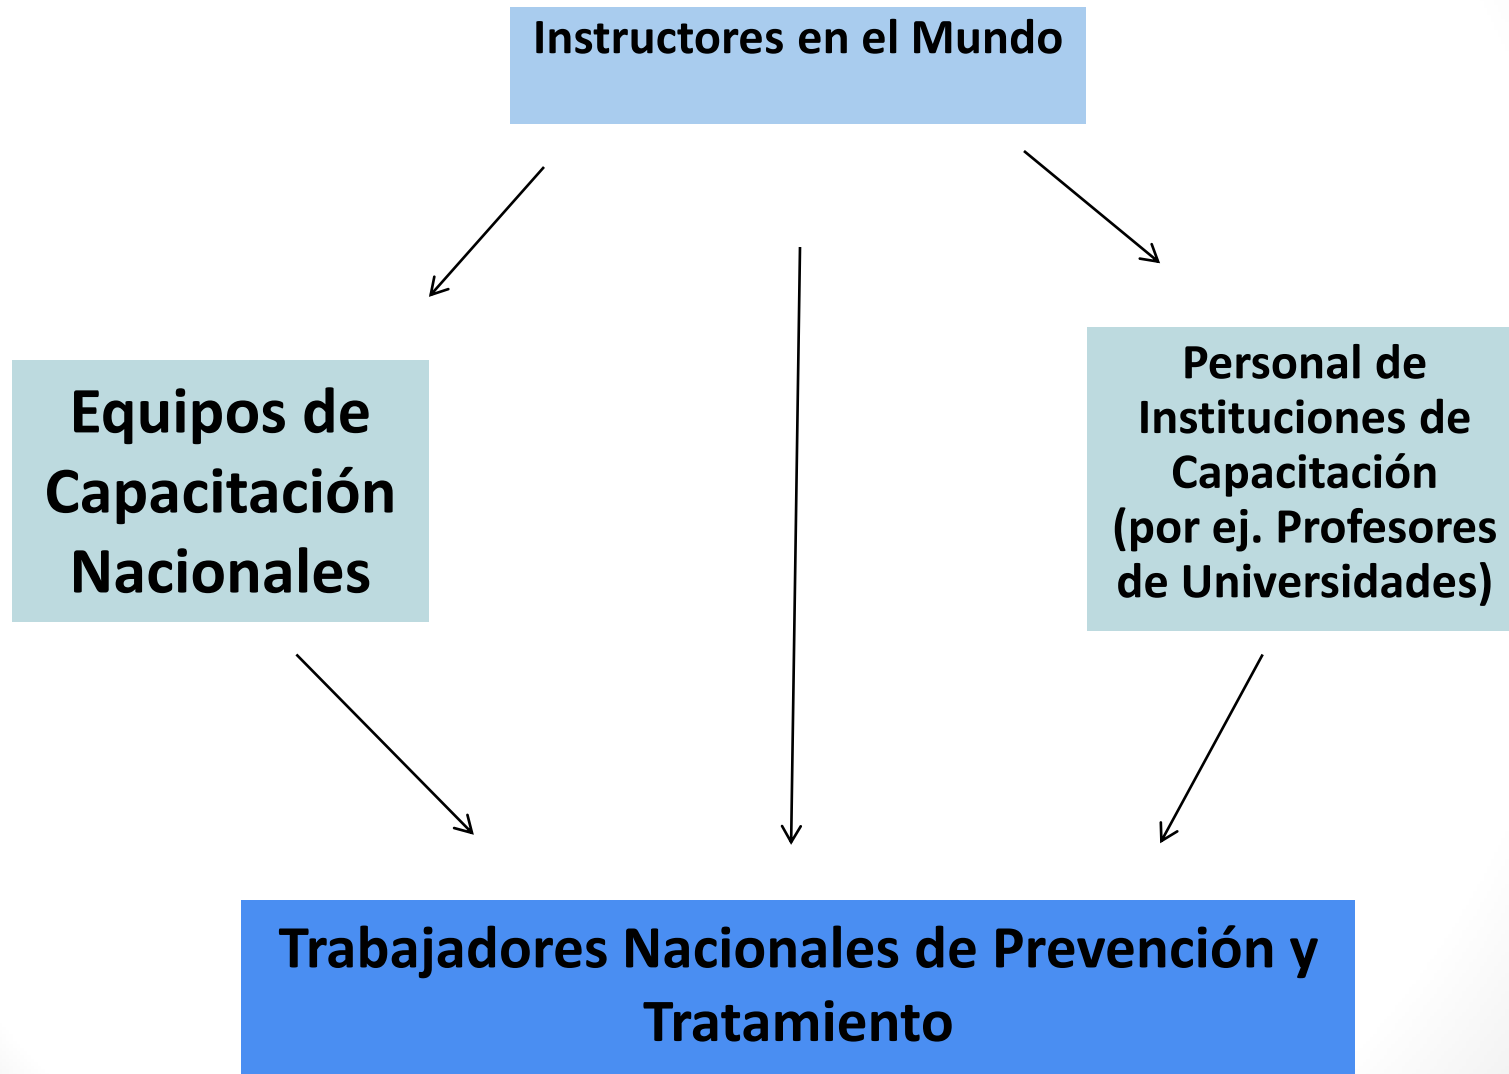 Instructores en el Mundo
Equipos de
Capacitación
Nacionales
Personal de
Instituciones de
Capacitación
(por ej. Profesores
de Universidades)
Trabajadores Nacionales de Prevención y
Tratamiento